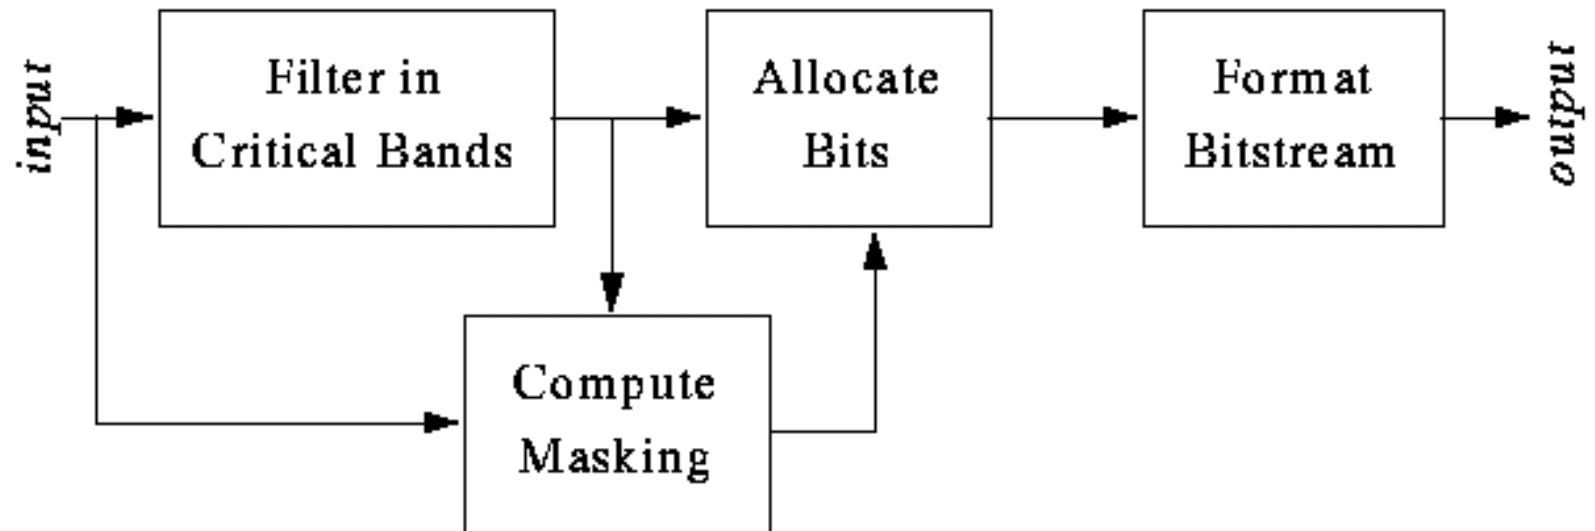 input
Filter in
Critical Bands
Allocate
Bits
Format
Bitstream
output
Compute
Masking